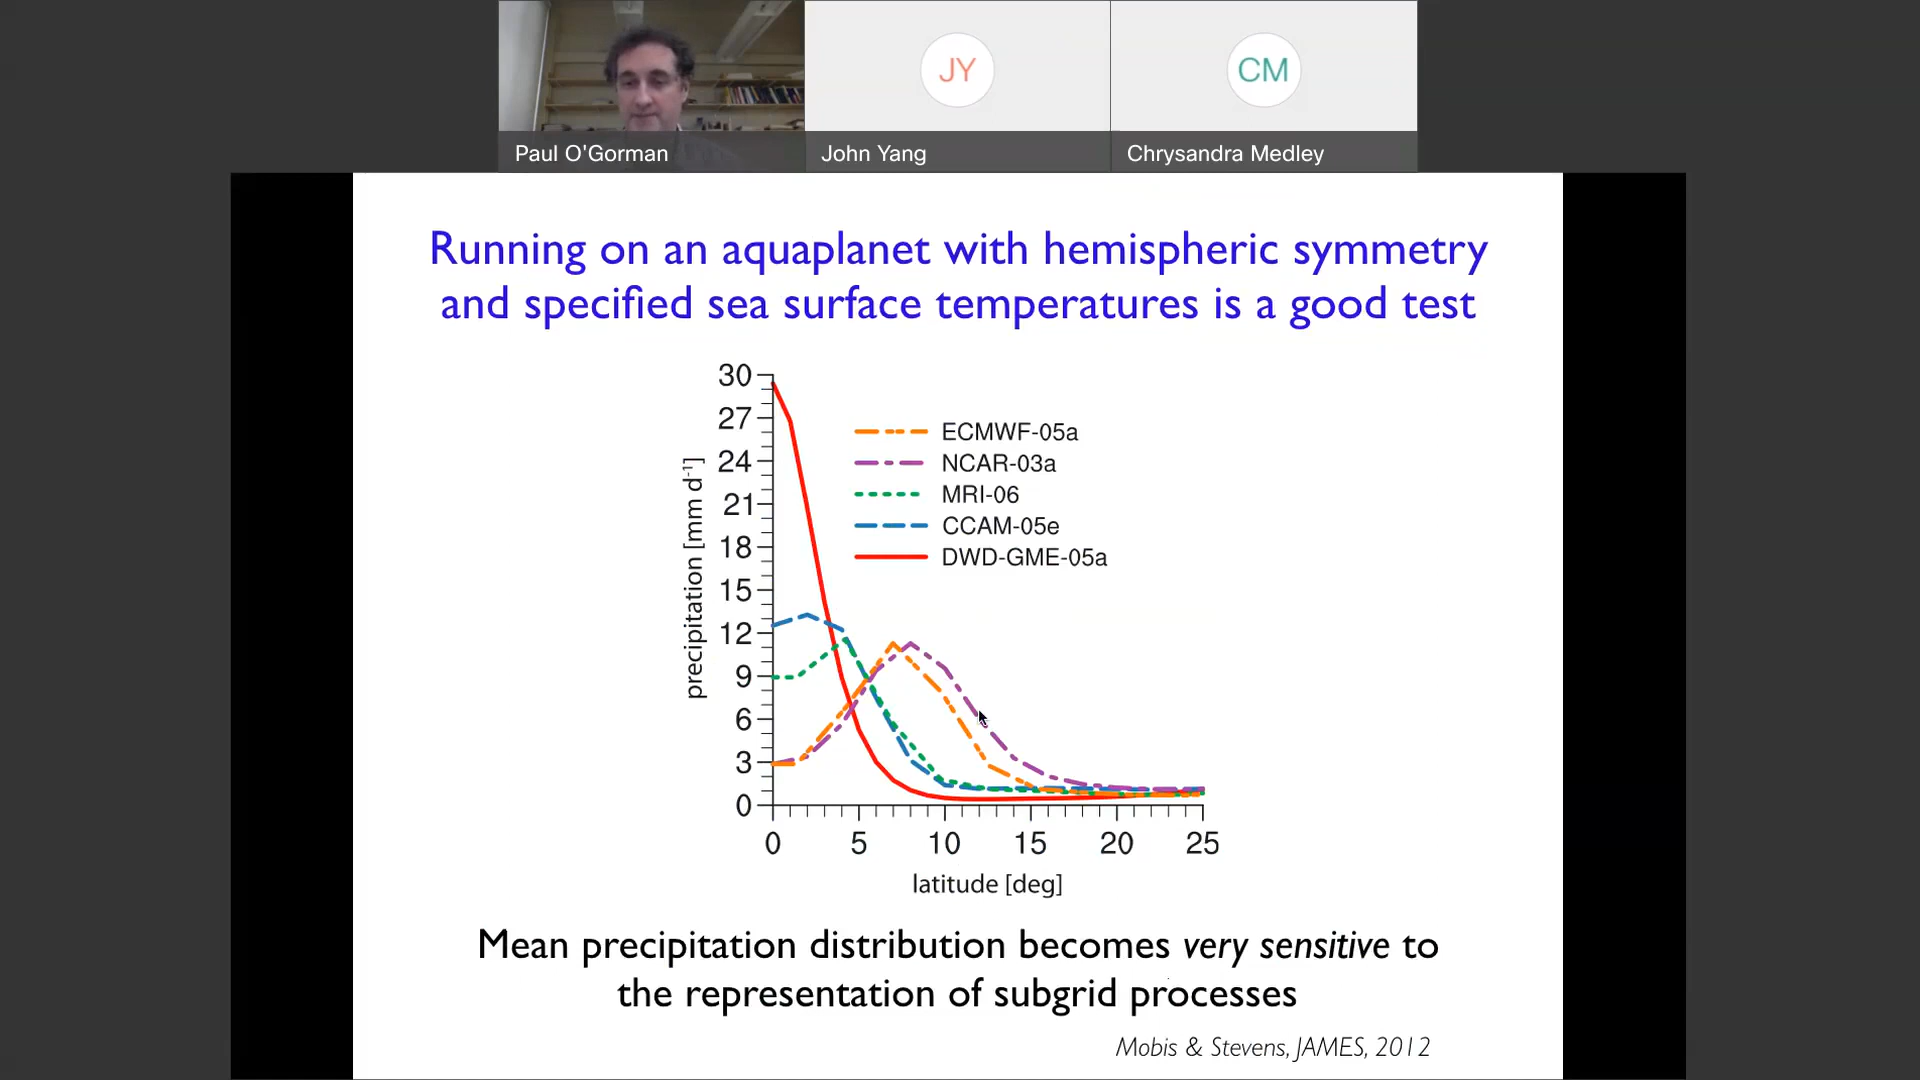 JY
CM
Paul O'Gorman
John Yang
Chrysandra Medley
Running on an aquaplanet with hemispheric symmetry
and specified sea surface temperatures is a good test
30
27
24
21
18
15
12
9
6
3
0
precipitation [mm d⁻¹]
ECMWF-05a
NCAR-03a
MRI-06
CCAM-05e
DWD-GME-05a
0 5 10 15 20 25
latitude [deg]
Mean precipitation distribution becomes very sensitive to
the representation of subgrid processes
Mobis & Stevens, JAMES, 2012